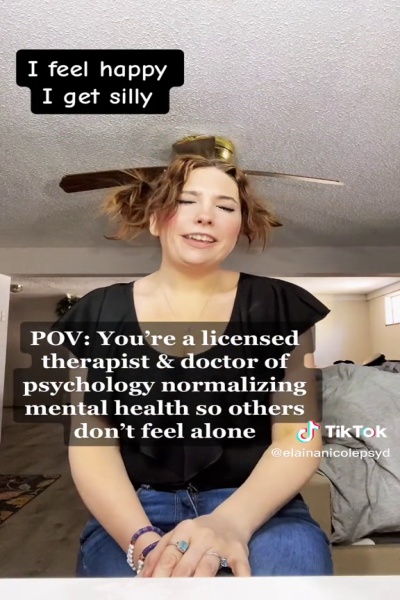 I feel happy
I get silly
POV: You're a licensed
therapist & doctor of
psychology normalizing
mental health so others
don't feel alone
TikTok
@elainanicolepsyd